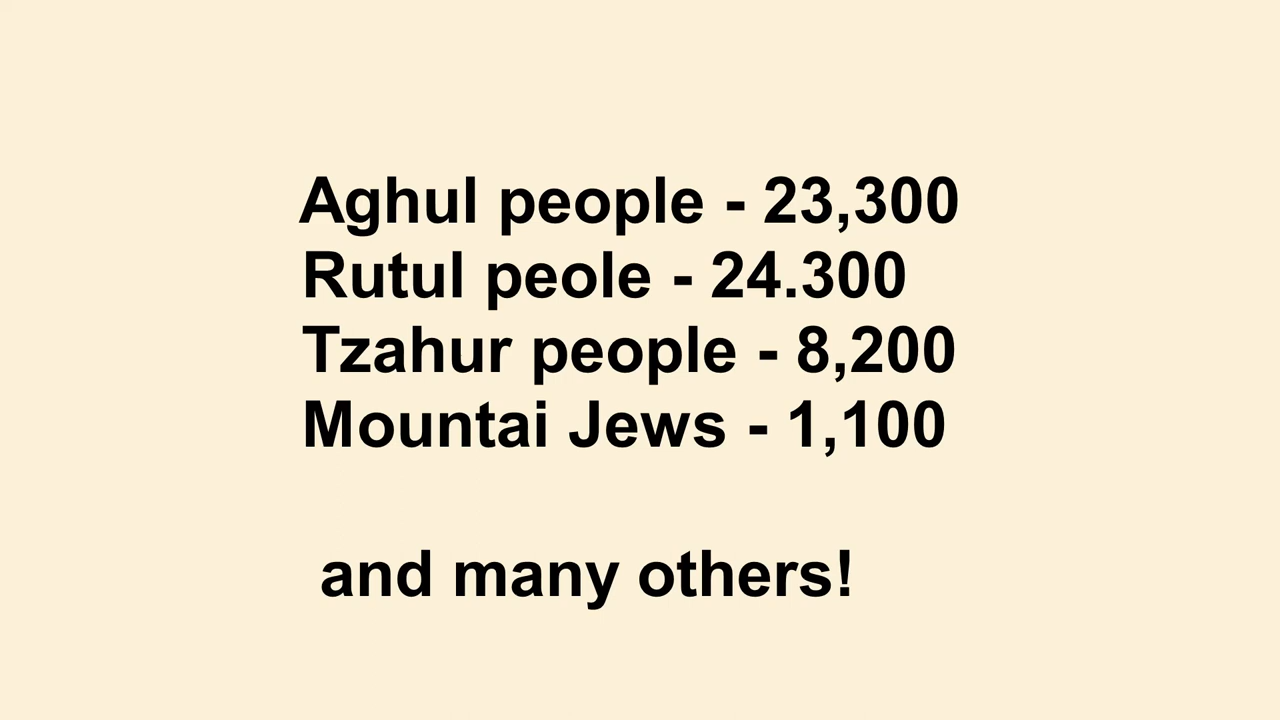 Aghul people - 23,300
Rutul peole - 24.300
Tzahur people - 8,200
Mountai Jews - 1,100
and many others!